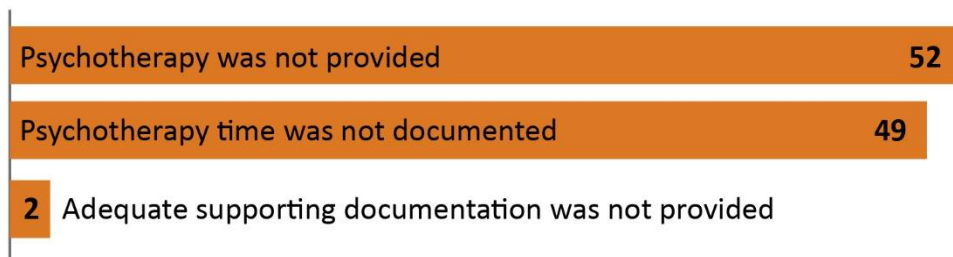 Psychotherapy was not provided 52
Psychotherapy time was not documented 49
2 Adequate supporting documentation was not provided